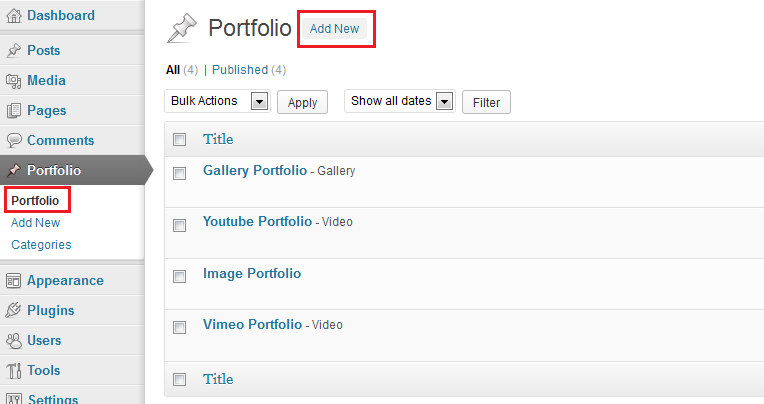 Dashboard
Posts
Media
Pages
Comments
Portfolio
Portfolio
Add New
Categories
Appearance
Plugins
Users
Tools
Settings
Portfolio Add New
All (4) | Published (4)
Bulk Actions Apply Show all dates Filter
Title
Gallery Portfolio - Gallery
Youtube Portfolio - Video
Image Portfolio
Vimeo Portfolio - Video
Title